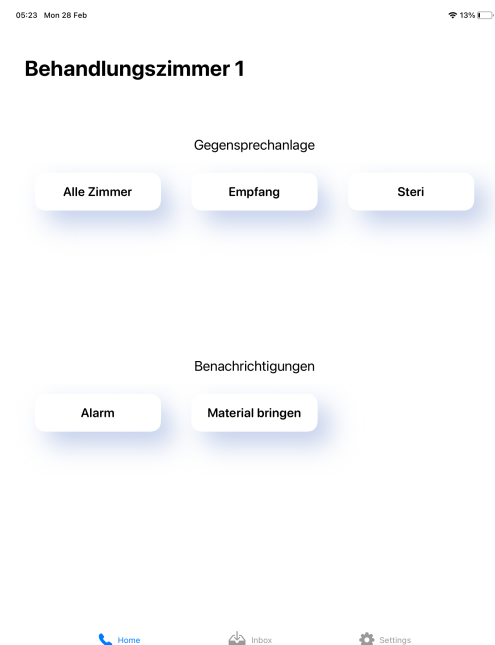 05:23 Mon 28 Feb 13%
Behandlungszimmer 1
Gegensprechanlage
Alle Zimmer Empfang Steri
Benachrichtigungen
Alarm Material bringen
Home Inbox Settings